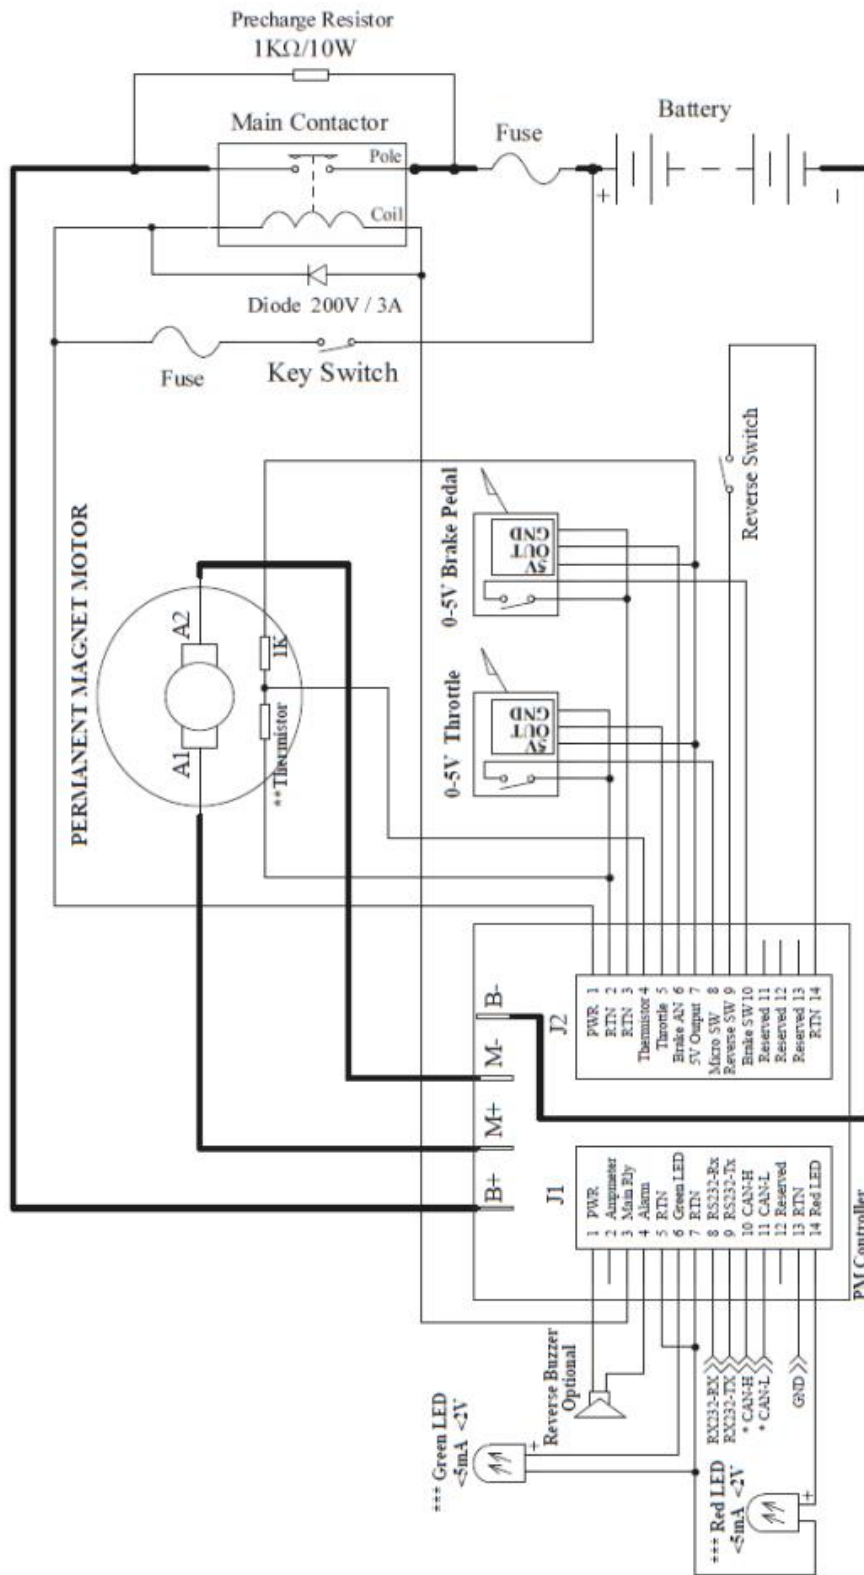 Precharge Resistor
1KΩ/10W
Main Contactor
Pole
Coil
Fuse
Battery
+
-
Diode 200V / 3A
Fuse
Key Switch
Reverse Switch
PERMANENT MAGNET MOTOR
A1
A2
**Thermistor
1K
0-5V Brake Pedal
GND
OUT
5V
0-5V Throttle
GND
OUT
5V
B-
M-
M+
B+
J2
PWR 1
RTN 2
RTN 3
Thermistor 4
Throttle 5
Brake AN 6
5V Output 7
Micro SW 8
Reverse SW 9
Brake SW10
Reserved 11
Reserved 12
Reserved 13
RTN 14
J1
1 PWR
2 Ampmeter
3 Main Rly
4 Alarm
5 RTN
6 Green LED
7 RTN
8 RS232-Rx
9 RS232-Tx
10 CAN-H
11 CAN-L
12 Reserved
13 RTN
14 Red LED
PM Controller
Reverse Buzzer
Optional
*** Green LED
<5mA <2V
+
RX232-RX
RX232-TX
* CAN-H
* CAN-L
GND
*** Red LED
<5mA <2V
+